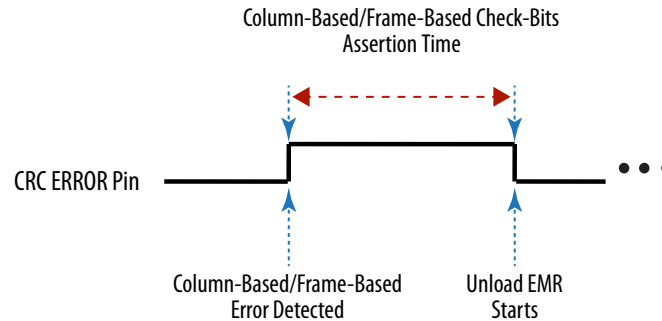 Column-Based/Frame-Based Check-Bits
Assertion Time
CRC ERROR Pin
Column-Based/Frame-Based
Error Detected
Unload EMR
Starts